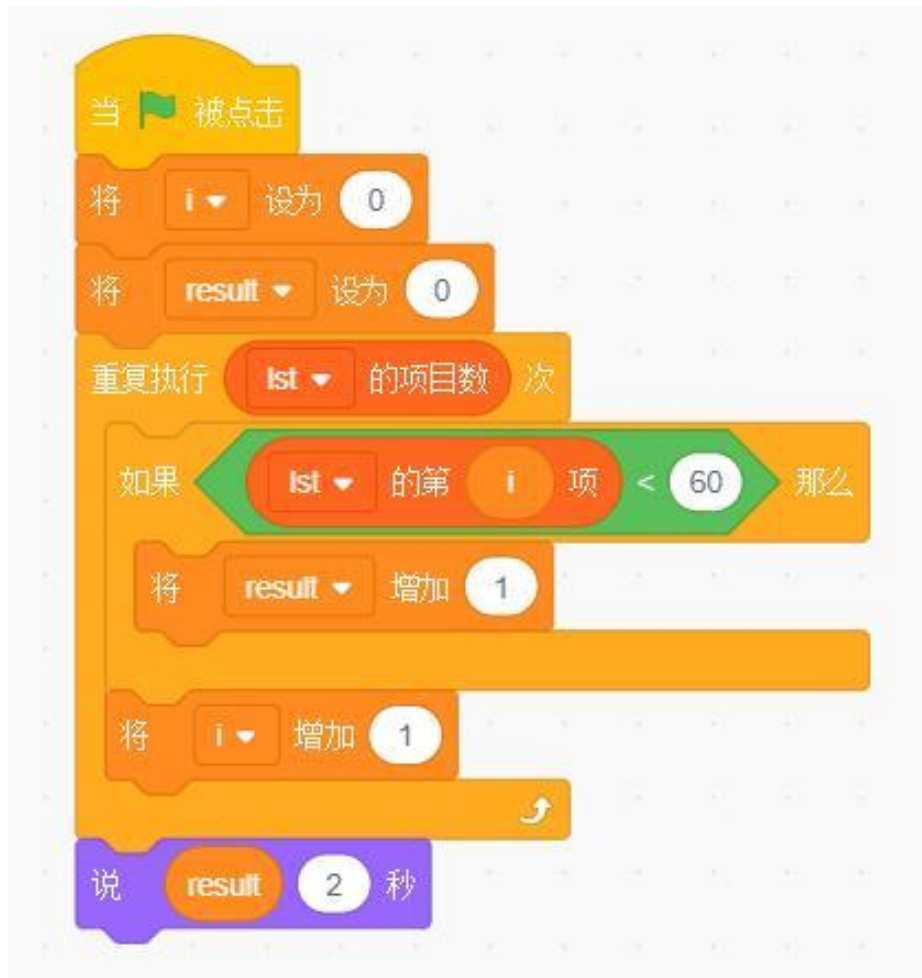 当 被点击
将 i 设为 0
将 result 设为 0
重复执行 lst 的项目数 次
如果 lst 的第 i 项 < 60 那么
将 result 增加 1
将 i 增加 1
说 result 2 秒